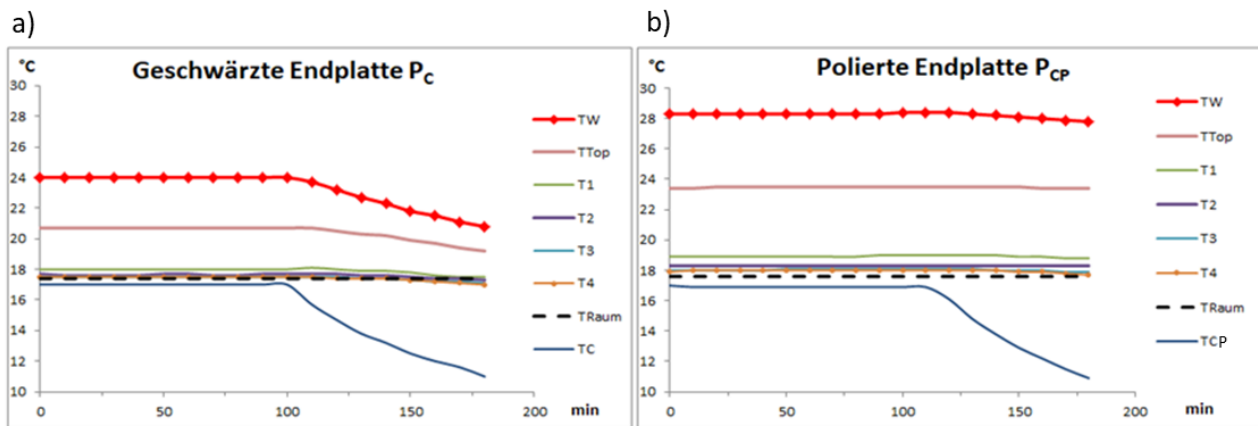 a)
Geschwärzte Endplatte PC
°C
30
28
26
24
22
20
18
16
14
12
10
0
50
100
150
200
min
TW
TTop
T1
T2
T3
T4
TRaum
TC
b)
Polierte Endplatte PCP
°C
30
28
26
24
22
20
18
16
14
12
10
0
50
100
150
200
min
TW
TTop
T1
T2
T3
T4
TRaum
TCP